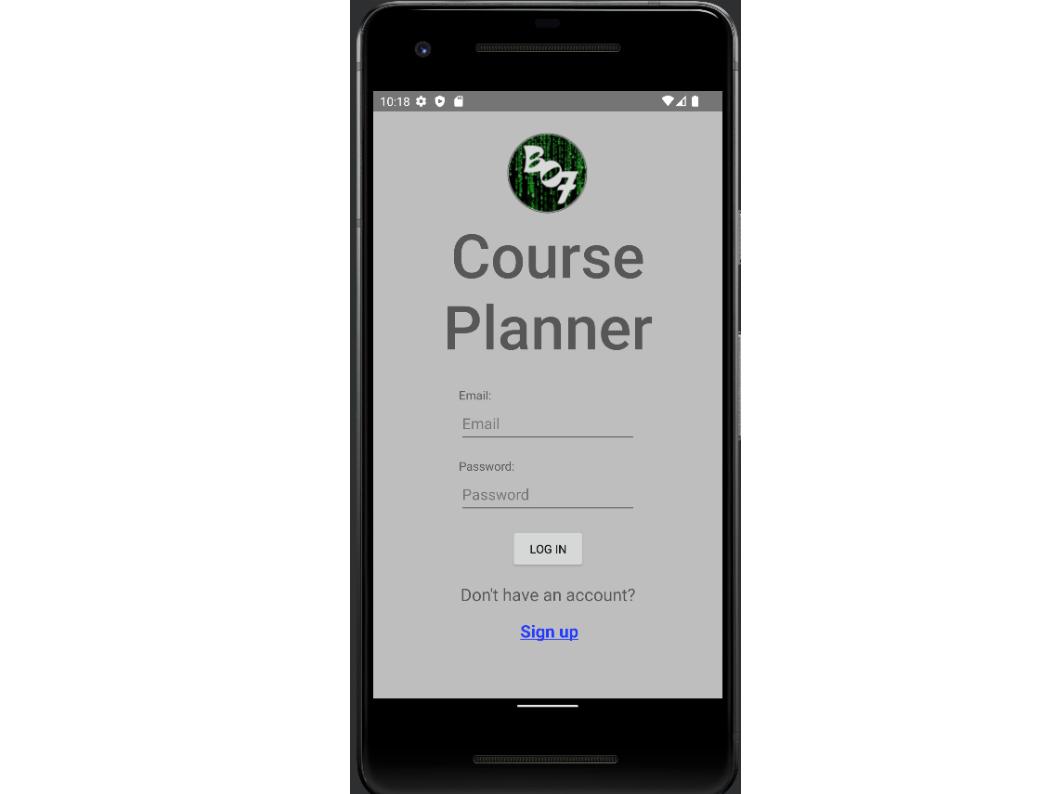 10:18
B07
Course
Planner
Email:
Email
Password:
Password
LOG IN
Don't have an account?
Sign up